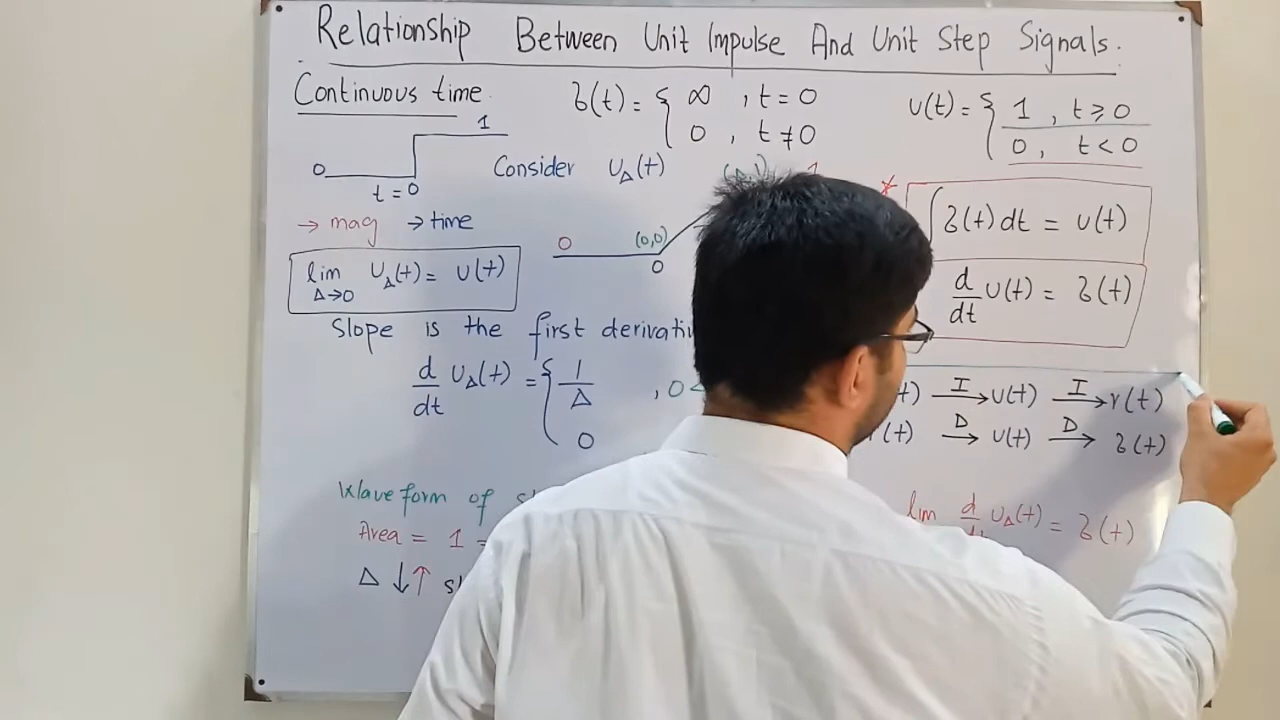 Relationship Between Unit Impulse And Unit Step Signals.
Continuous time
δ(t) = { ∞ , t = 0
0 , t ≠ 0
u(t) = { 1 , t ≥ 0
0 , t < 0
0 1
t = 0
Consider U_Δ(t)
→ mag → time
0 (0,0)
0
lim U_Δ(t) = u(t)
Δ→0
∫ δ(t) dt = u(t)
d/dt u(t) = δ(t)
Slope is the first
d/dt U_Δ(t) = { 1/Δ , 0 <
0
I→ u(t) I→ r(t)
(t) D→ u(t) D→ δ(t)
Waveform of
Area = 1
Δ ↓ ↑
lim d/dt U_Δ(t) = δ(t)